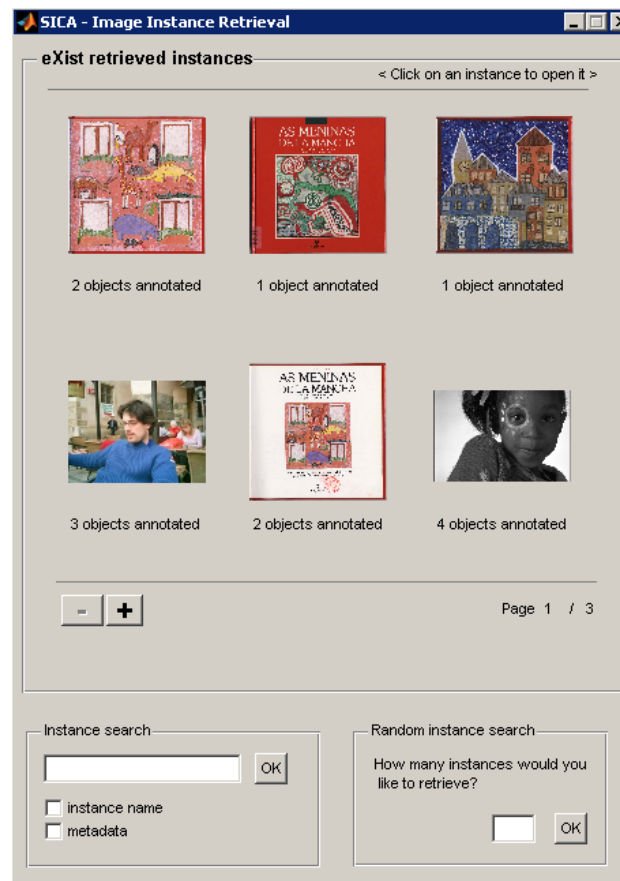 SICA - Image Instance Retrieval
eXist retrieved instances
< Click on an instance to open it >
AS MENINAS
DE LA MANCHA
2 objects annotated
1 object annotated
1 object annotated
AS MENINAS
DE LA MANCHA
3 objects annotated
2 objects annotated
4 objects annotated
- +
Page 1 / 3
Instance search
OK
instance name
metadata
Random instance search
How many instances would you
like to retrieve?
OK